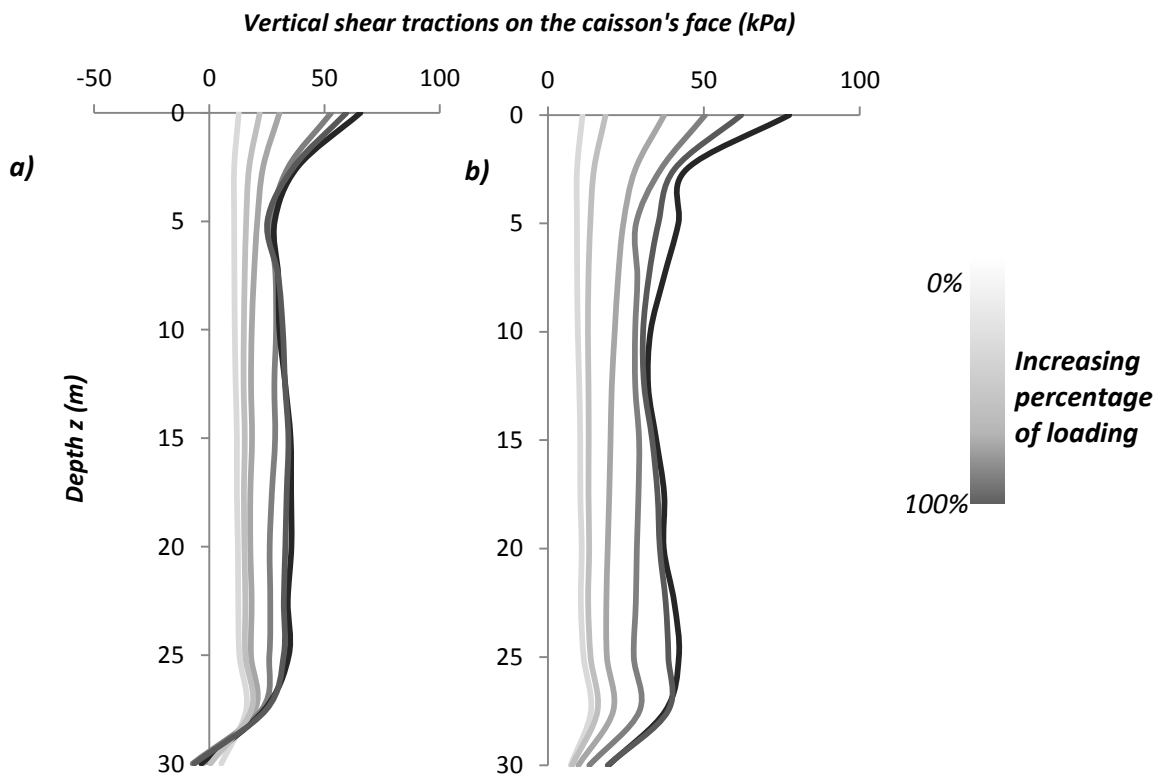 Vertical shear tractions on the caisson's face (kPa)
-50 0 50 100
0 50 100
a)
b)
0
5
10
15
20
25
30
0
5
10
15
20
25
30
Depth z (m)
0%
100%
Increasing
percentage
of loading